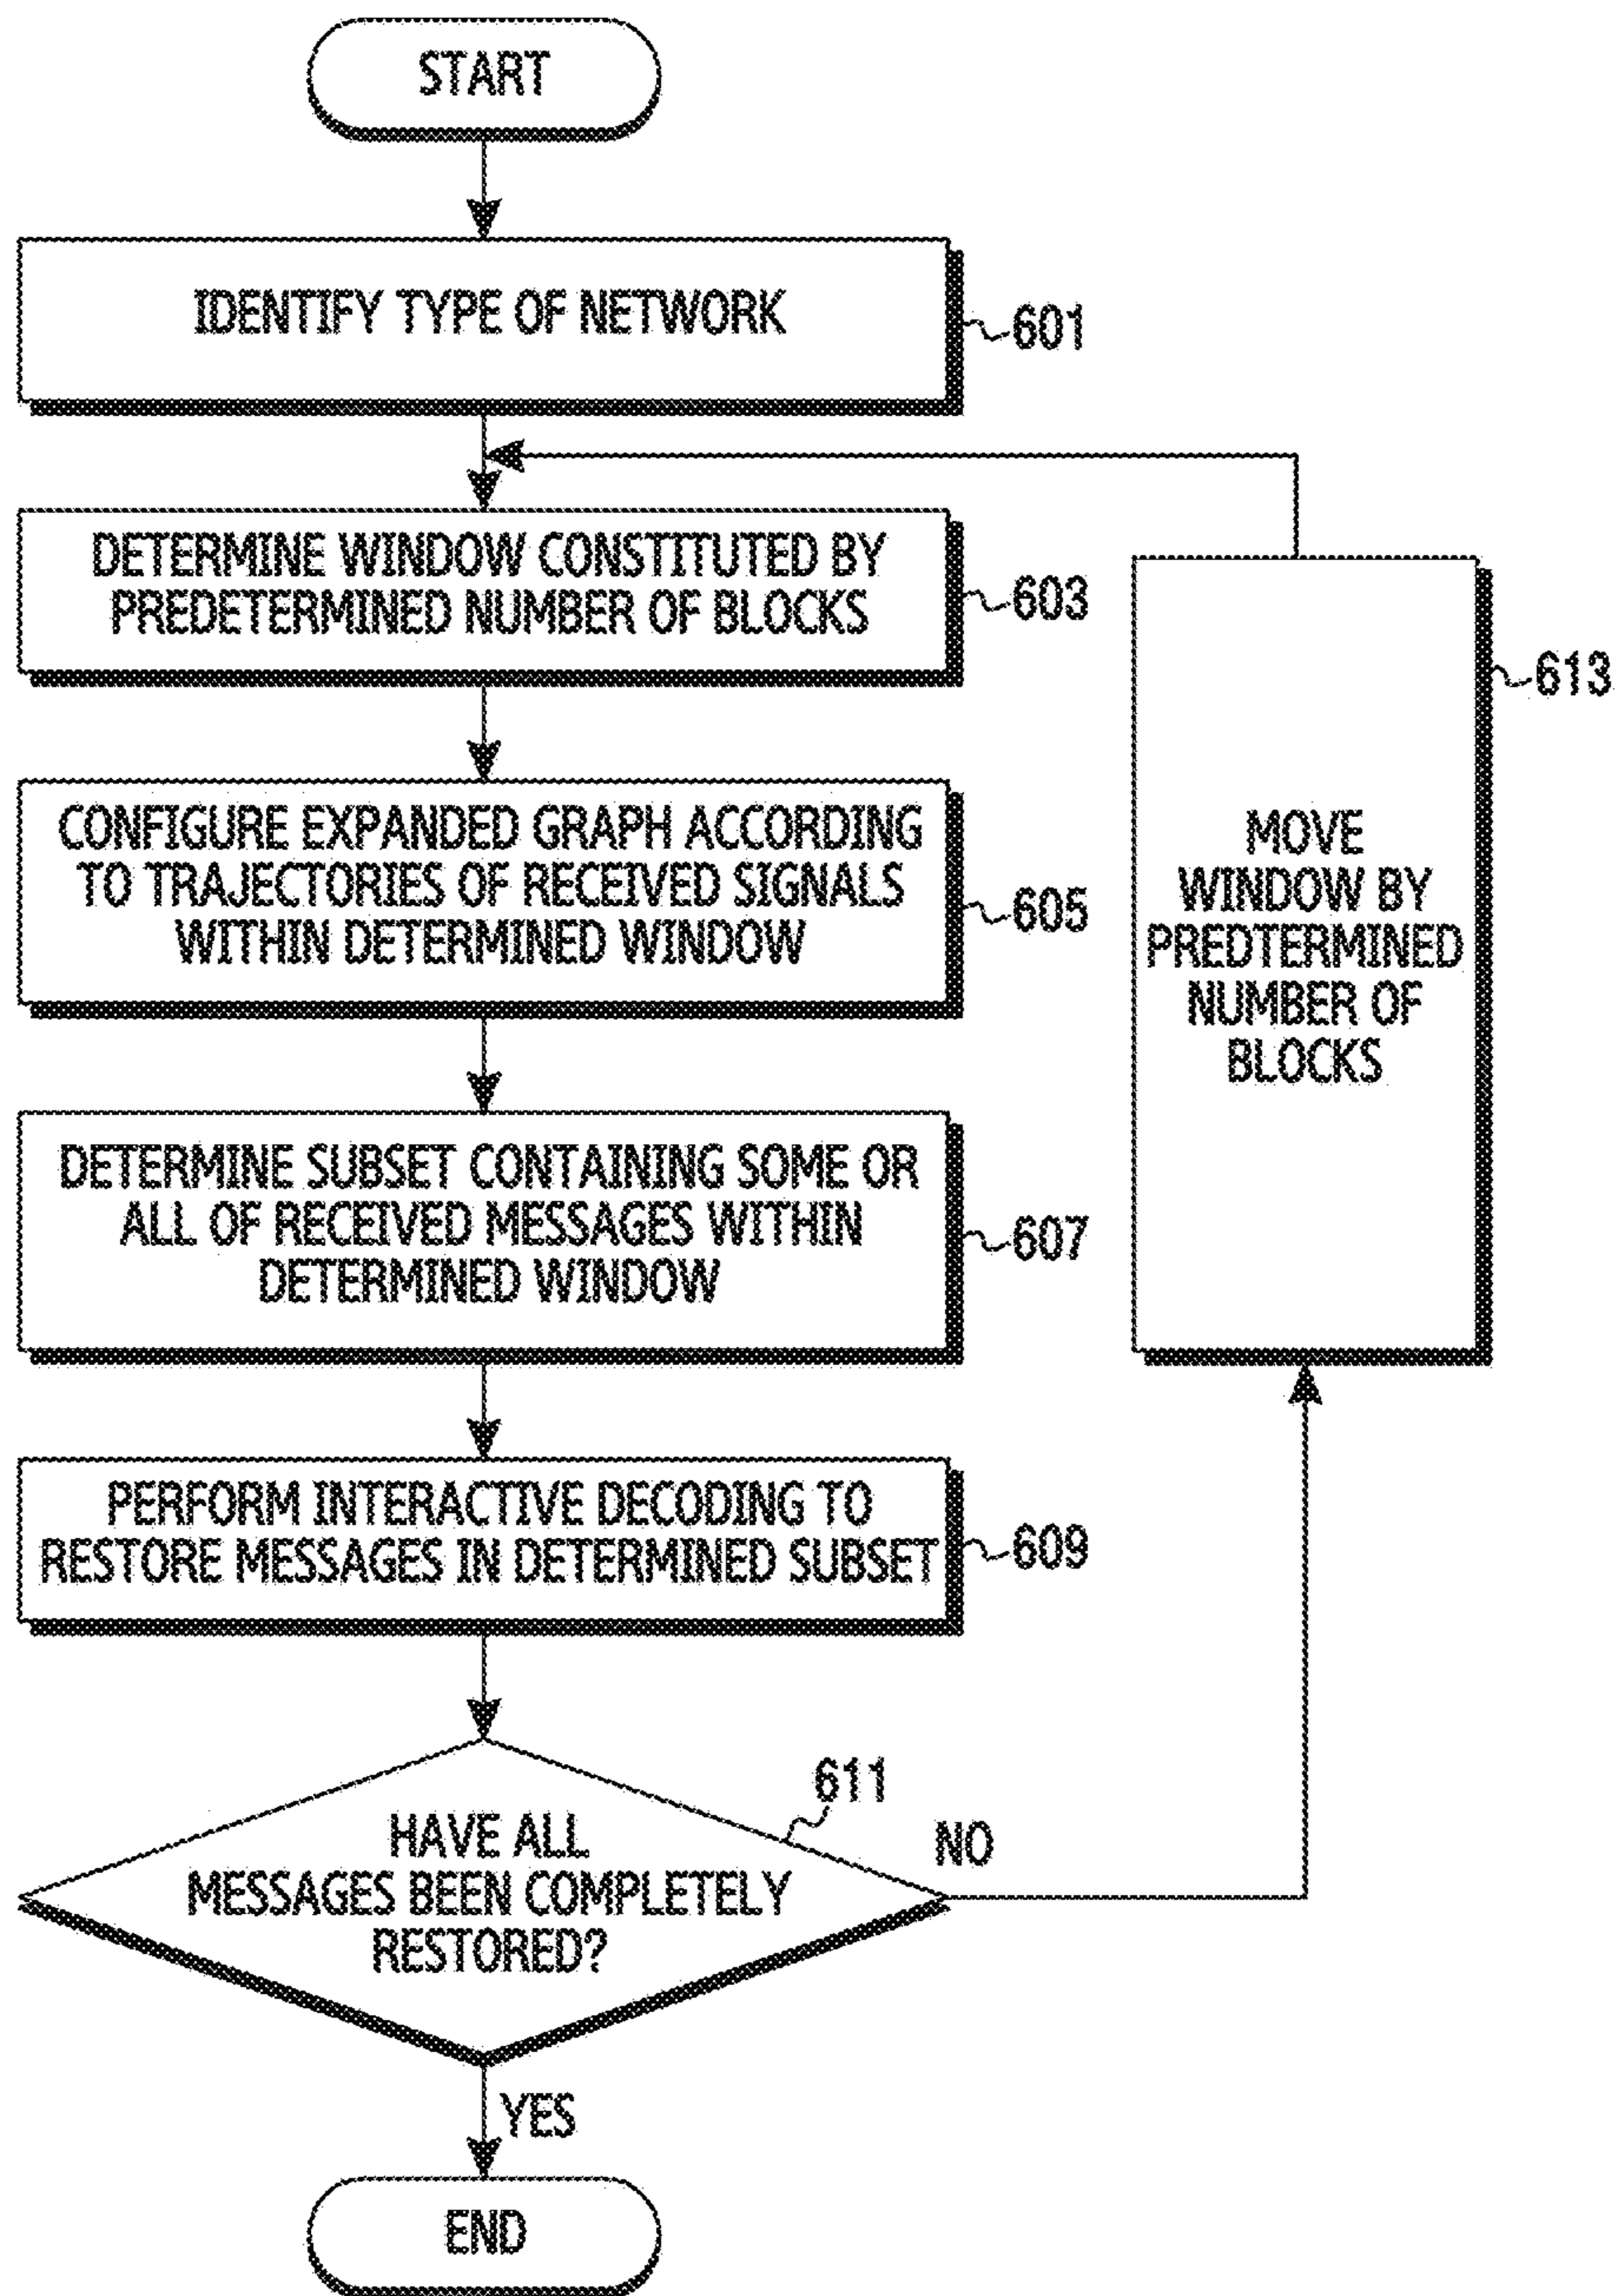 START
IDENTIFY TYPE OF NETWORK
601
DETERMINE WINDOW CONSTITUTED BY
PREDETERMINED NUMBER OF BLOCKS
603
CONFIGURE EXPANDED GRAPH ACCORDING
TO TRAJECTORIES OF RECEIVED SIGNALS
WITHIN DETERMINED WINDOW
605
DETERMINE SUBSET CONTAINING SOME OR
ALL OF RECEIVED MESSAGES WITHIN
DETERMINED WINDOW
607
PERFORM INTERACTIVE DECODING TO
RESTORE MESSAGES IN DETERMINED SUBSET
609
HAVE ALL
MESSAGES BEEN COMPLETELY
RESTORED?
611
NO
MOVE
WINDOW BY
PREDTERMINED
NUMBER OF
BLOCKS
613
YES
END